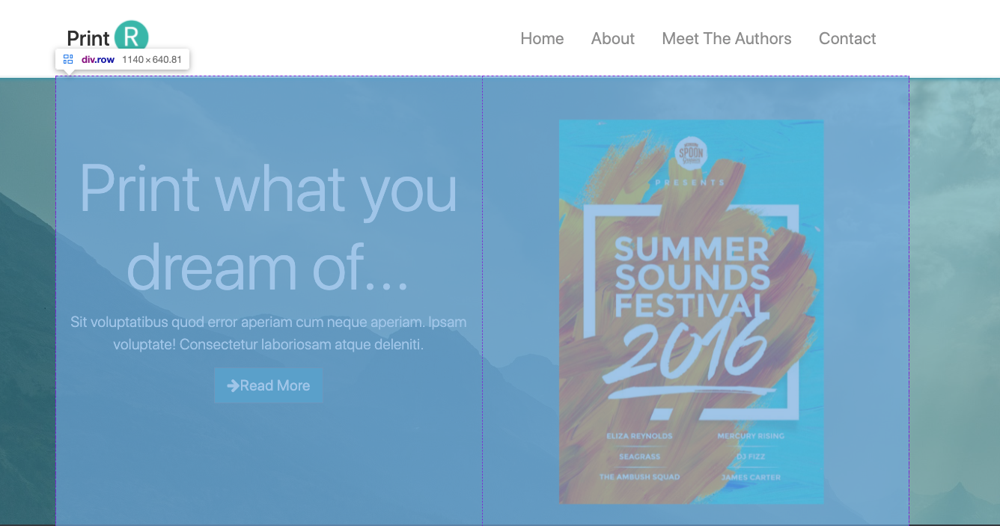 Print R
Home About Meet The Authors Contact
div.row 1140×640.81
Print what you
dream of...
Sit voluptatibus quod error aperiam cum neque aperiam. Ipsam
voluptate! Consectetur laboriosam atque deleniti.
Read More
SPOON
PRESENTS
SUMMER
SOUNDS
FESTIVAL
2016
ELIZA REYNOLDS MERCURY RISING
SEAGRASS DJ FIZZ
THE AMBUSH SQUAD JAMES CARTER